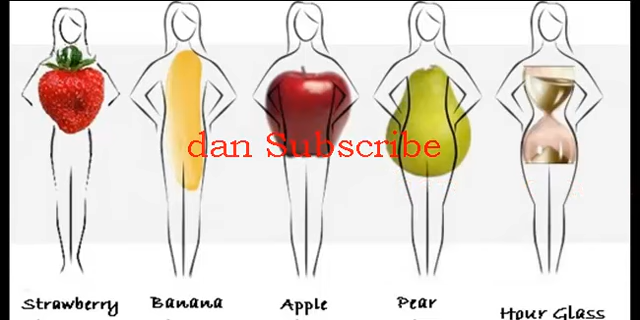 dan Subscribe
Strawberry
Banana
Apple
Pear
Hour Glass